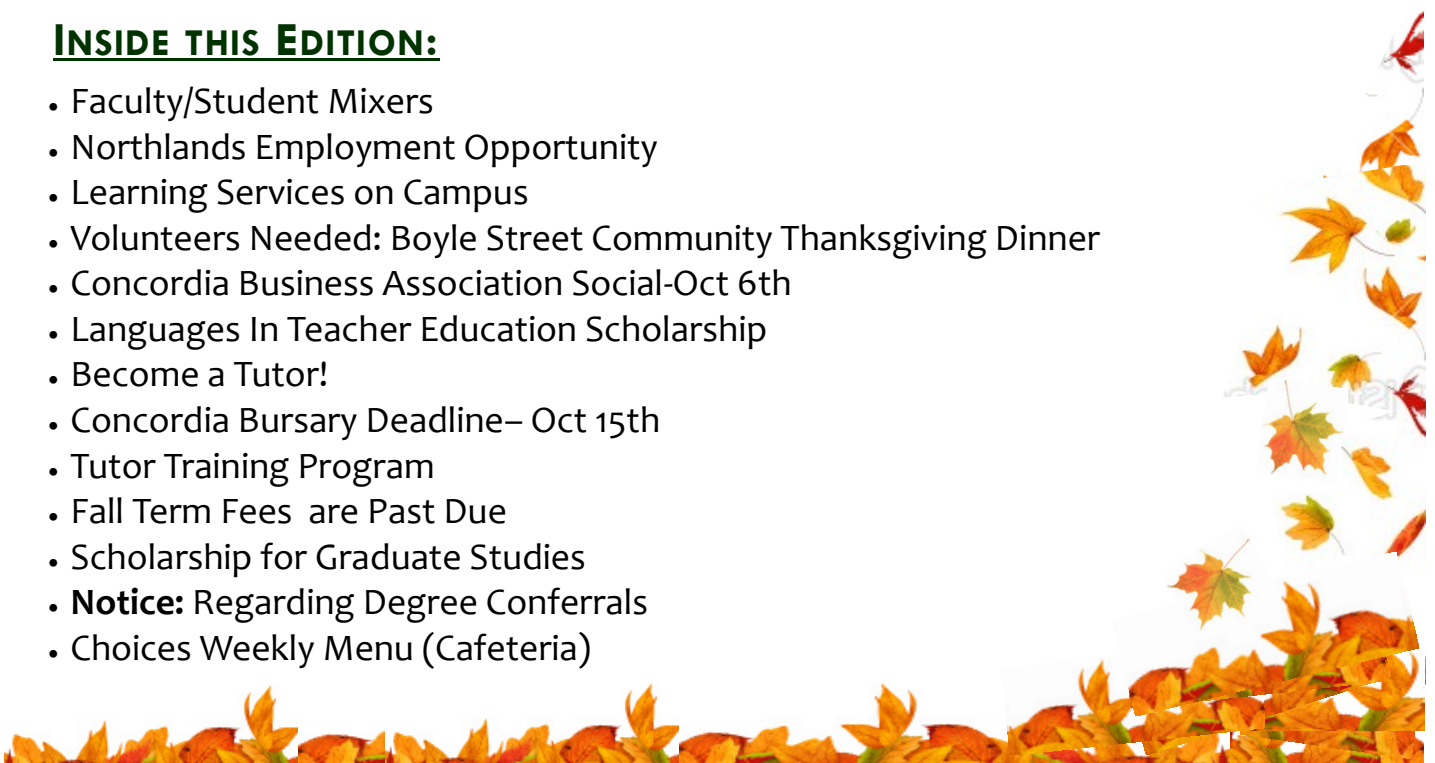 INSIDE THIS EDITION:
• Faculty/Student Mixers
• Northlands Employment Opportunity
• Learning Services on Campus
• Volunteers Needed: Boyle Street Community Thanksgiving Dinner
• Concordia Business Association Social-Oct 6th
• Languages In Teacher Education Scholarship
• Become a Tutor!
• Concordia Bursary Deadline– Oct 15th
• Tutor Training Program
• Fall Term Fees  are Past Due
• Scholarship for Graduate Studies
• Notice: Regarding Degree Conferrals
• Choices Weekly Menu (Cafeteria)